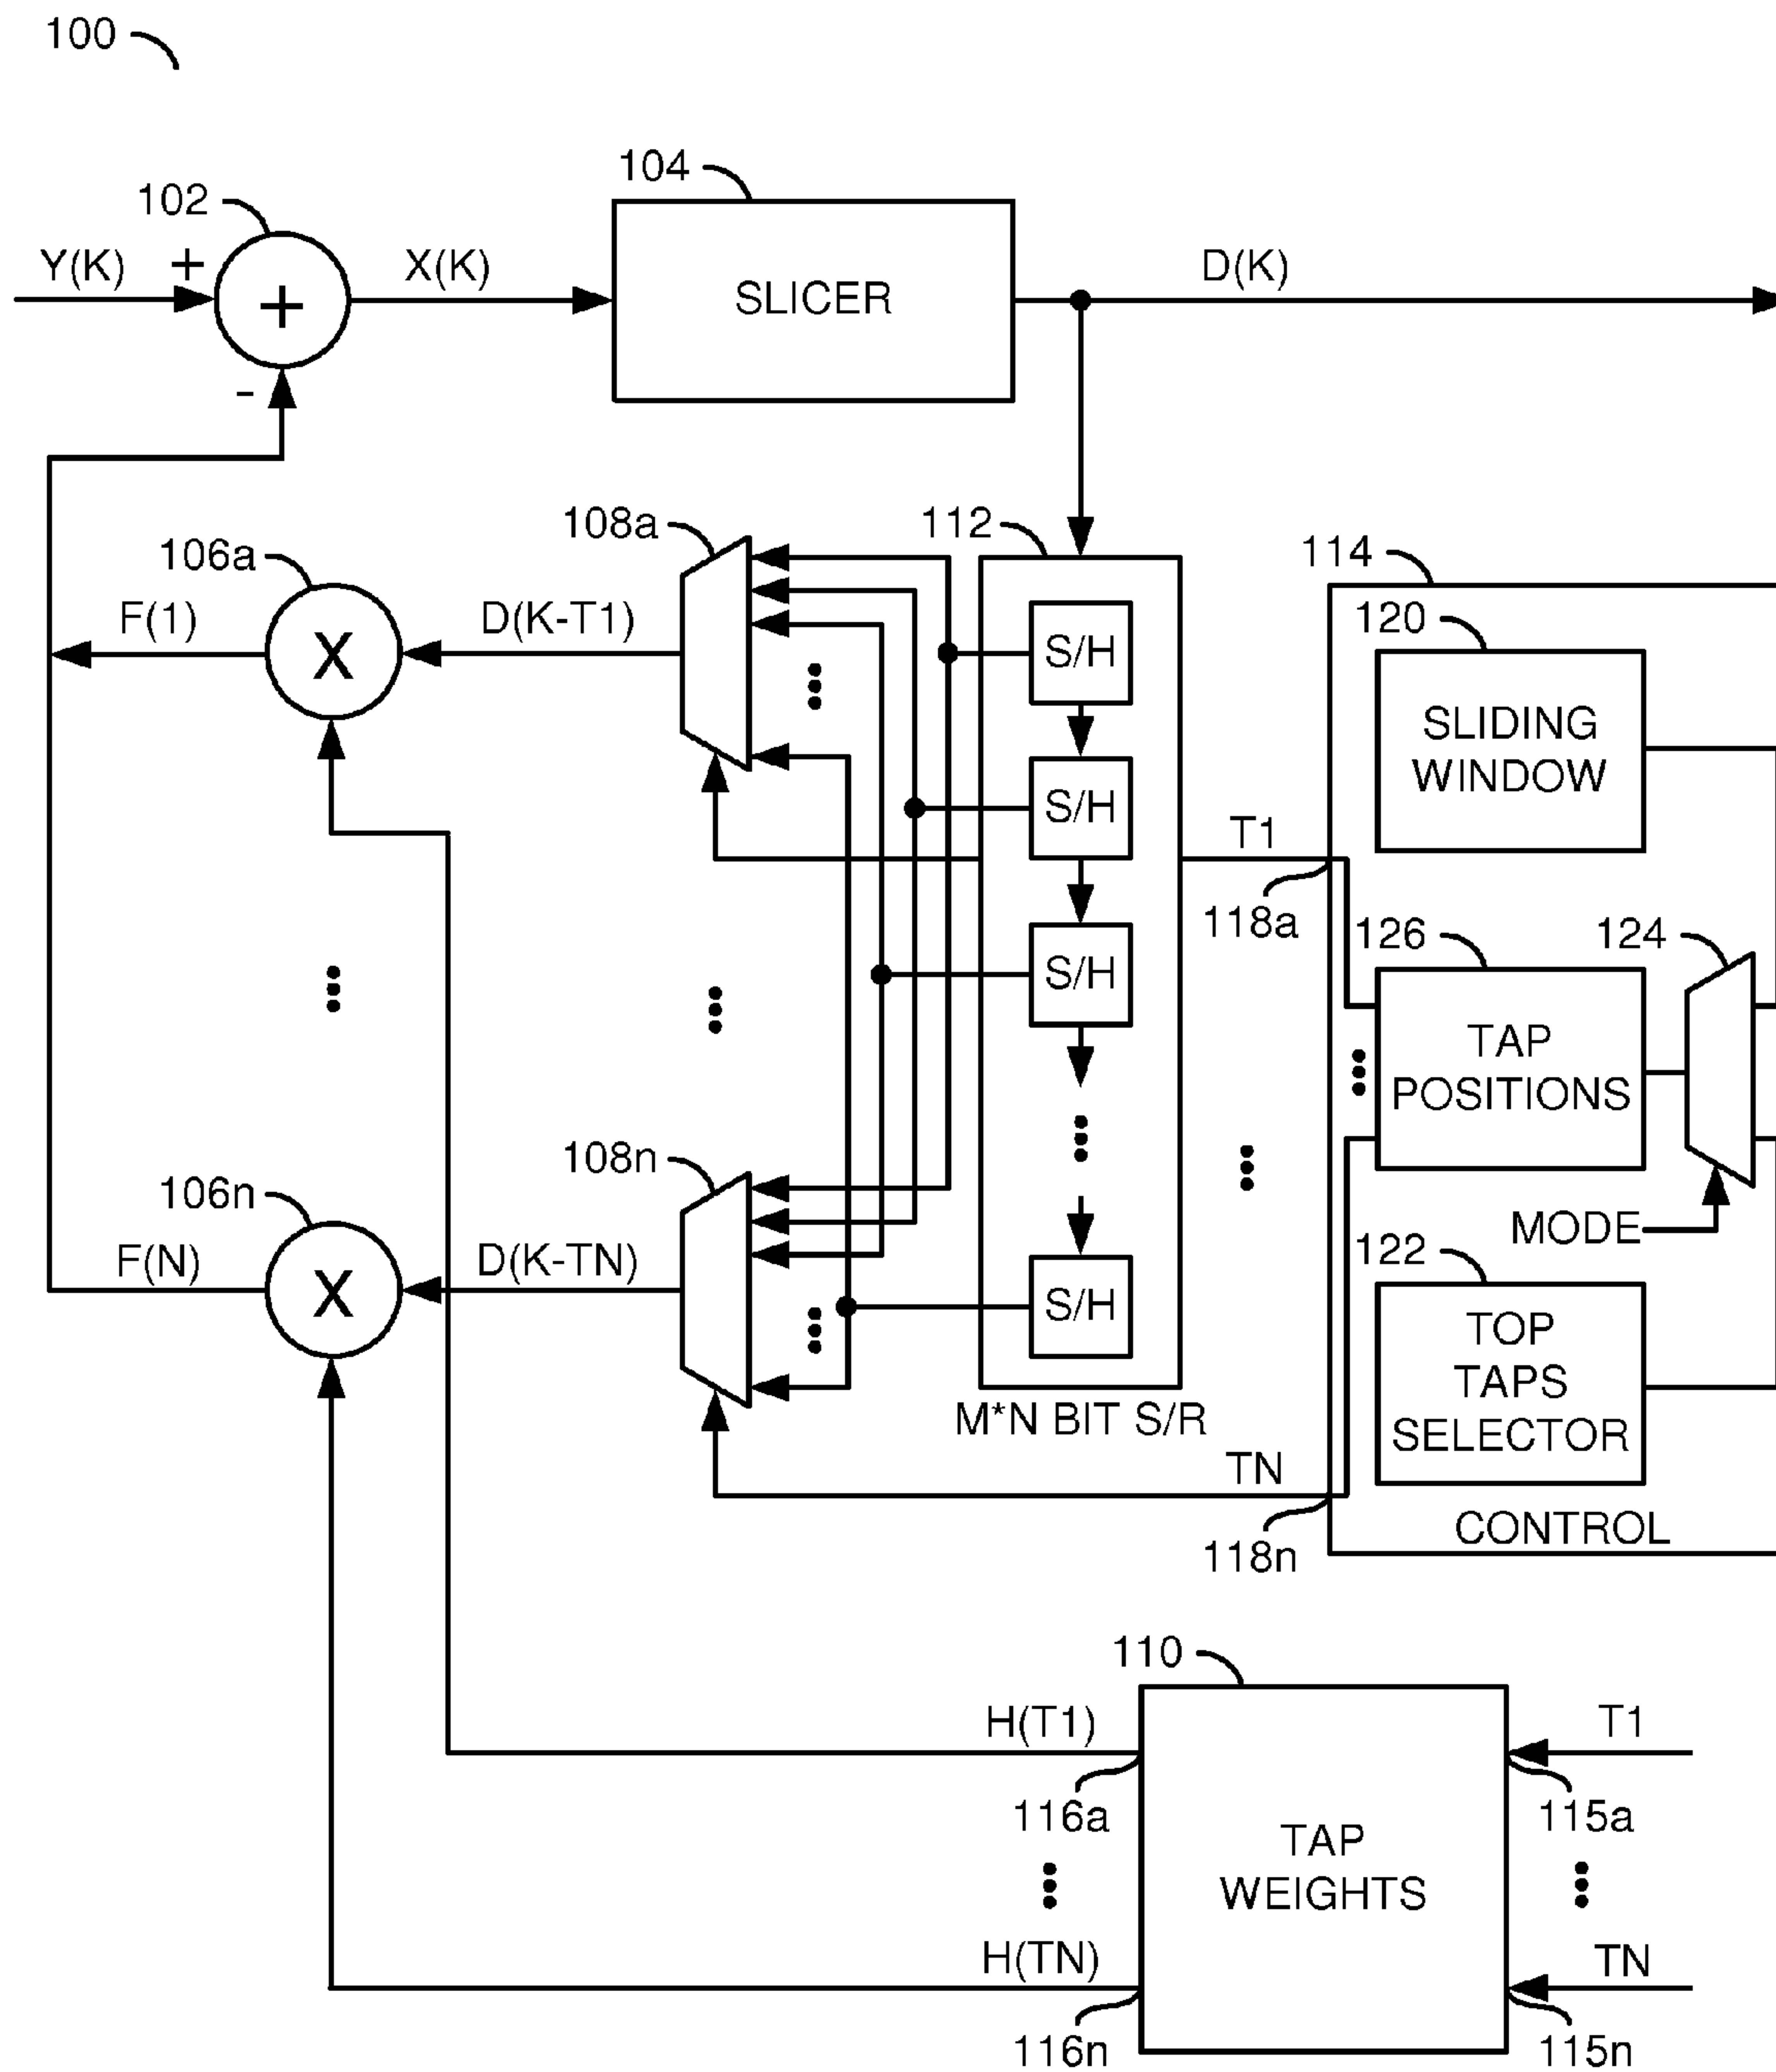 100
104
102
Y(K)
+
X(K)
D(K)
+
SLICER
-
108a
112
114
106a
120
F(1)
D(K-T1)
X
S/H
SLIDING
WINDOW
S/H
T1
118a
126
124
S/H
TAP
POSITIONS
108n
106n
MODE
122
F(N)
D(K-TN)
X
S/H
TOP
TAPS
SELECTOR
M*N BIT S/R
TN
CONTROL
118n
110
H(T1)
T1
116a
115a
TAP
WEIGHTS
H(TN)
TN
116n
115n